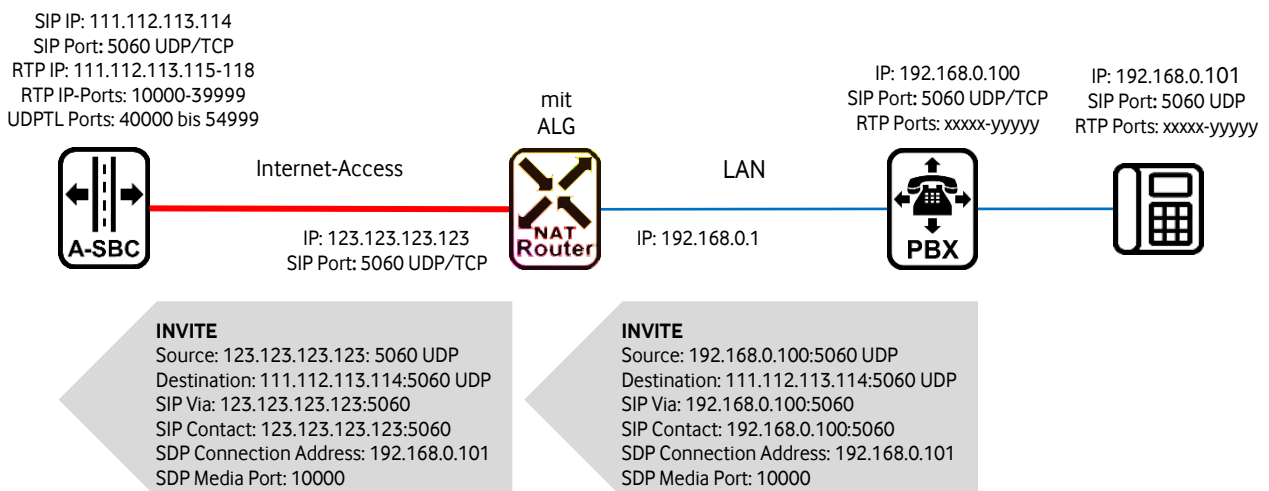 SIP IP: 111.112.113.114
SIP Port: 5060 UDP/TCP
RTP IP: 111.112.113.115-118
RTP IP-Ports: 10000-39999
UDPTL Ports: 40000 bis 54999
A-SBC
Internet-Access
IP: 123.123.123.123
SIP Port: 5060 UDP/TCP
mit
ALG
NAT
Router
LAN
IP: 192.168.0.1
IP: 192.168.0.100
SIP Port: 5060 UDP/TCP
RTP Ports: xxxxx-yyyyy
PBX
IP: 192.168.0.101
SIP Port: 5060 UDP
RTP Ports: xxxxx-yyyyy
INVITE
Source: 123.123.123.123: 5060 UDP
Destination: 111.112.113.114:5060 UDP
SIP Via: 123.123.123.123:5060
SIP Contact: 123.123.123.123:5060
SDP Connection Address: 192.168.0.101
SDP Media Port: 10000
INVITE
Source: 192.168.0.100:5060 UDP
Destination: 111.112.113.114:5060 UDP
SIP Via: 192.168.0.100:5060
SIP Contact: 192.168.0.100:5060
SDP Connection Address: 192.168.0.101
SDP Media Port: 10000